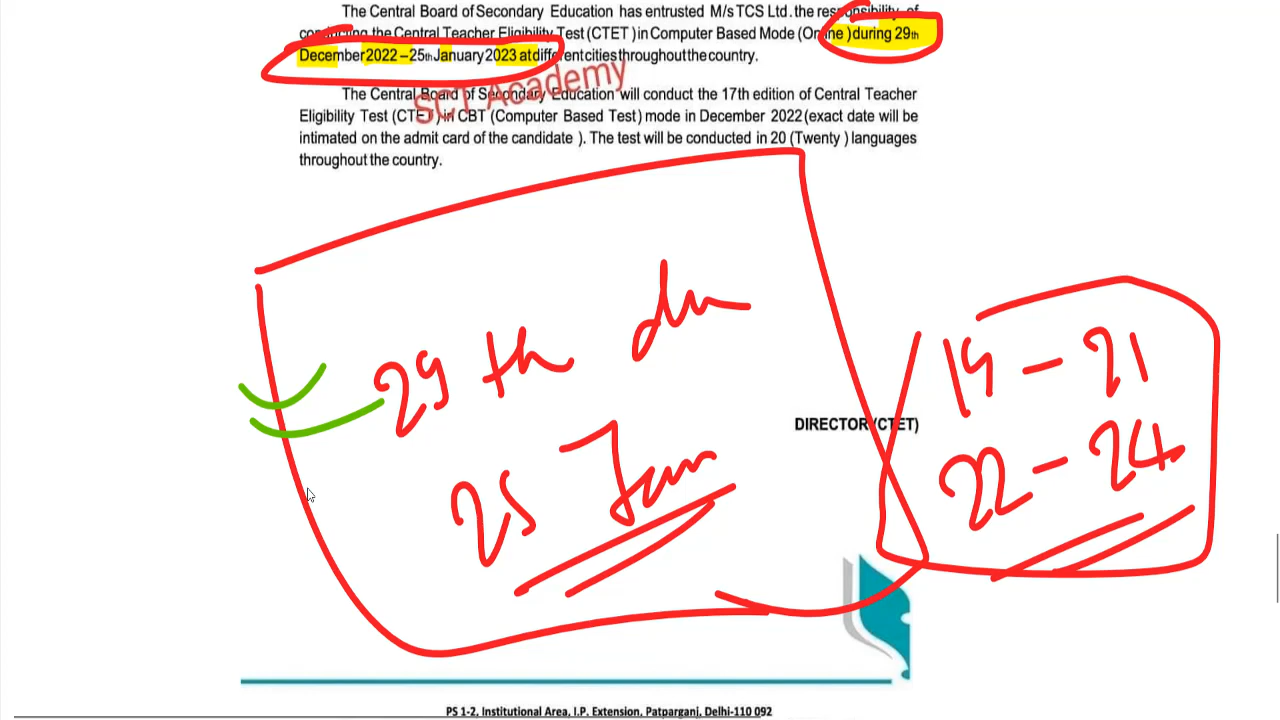 The Central Board of Secondary Education has entrusted M/s TCS Ltd. the responsibility of
conducting the Central Teacher Eligibility Test (CTET ) in Computer Based Mode (Online ) during 29th
December 2022 – 25th January 2023 at different cities throughout the country.
SCT Academy
The Central Board of Secondary Education will conduct the 17th edition of Central Teacher
Eligibility Test (CTET ) in CBT (Computer Based Test) mode in December 2022 (exact date will be
intimated on the admit card of the candidate ). The test will be conducted in 20 (Twenty ) languages
throughout the country.
29 th
25 Jan
19 – 21
22 – 24
DIRECTOR (CTET)
PS 1-2, Institutional Area, I.P. Extension, Patparganj, Delhi-110 092